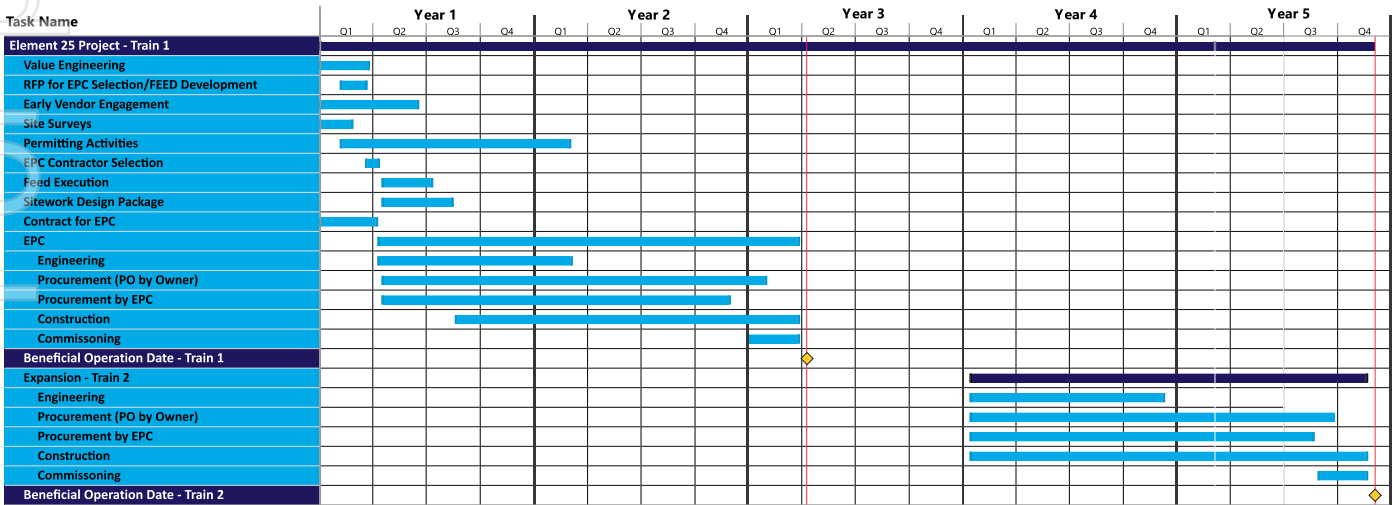 Task Name
Year 1 Year 2 Year 3 Year 4 Year 5
Q1 Q2 Q3 Q4 Q1 Q2 Q3 Q4 Q1 Q2 Q3 Q4 Q1 Q2 Q3 Q4 Q1 Q2 Q3 Q4
Element 25 Project - Train 1
Value Engineering
RFP for EPC Selection/FEED Development
Early Vendor Engagement
Site Surveys
Permitting Activities
EPC Contractor Selection
Feed Execution
Sitework Design Package
Contract for EPC
EPC
Engineering
Procurement (PO by Owner)
Procurement by EPC
Construction
Commissoning
Beneficial Operation Date - Train 1
Expansion - Train 2
Engineering
Procurement (PO by Owner)
Procurement by EPC
Construction
Commissoning
Beneficial Operation Date - Train 2